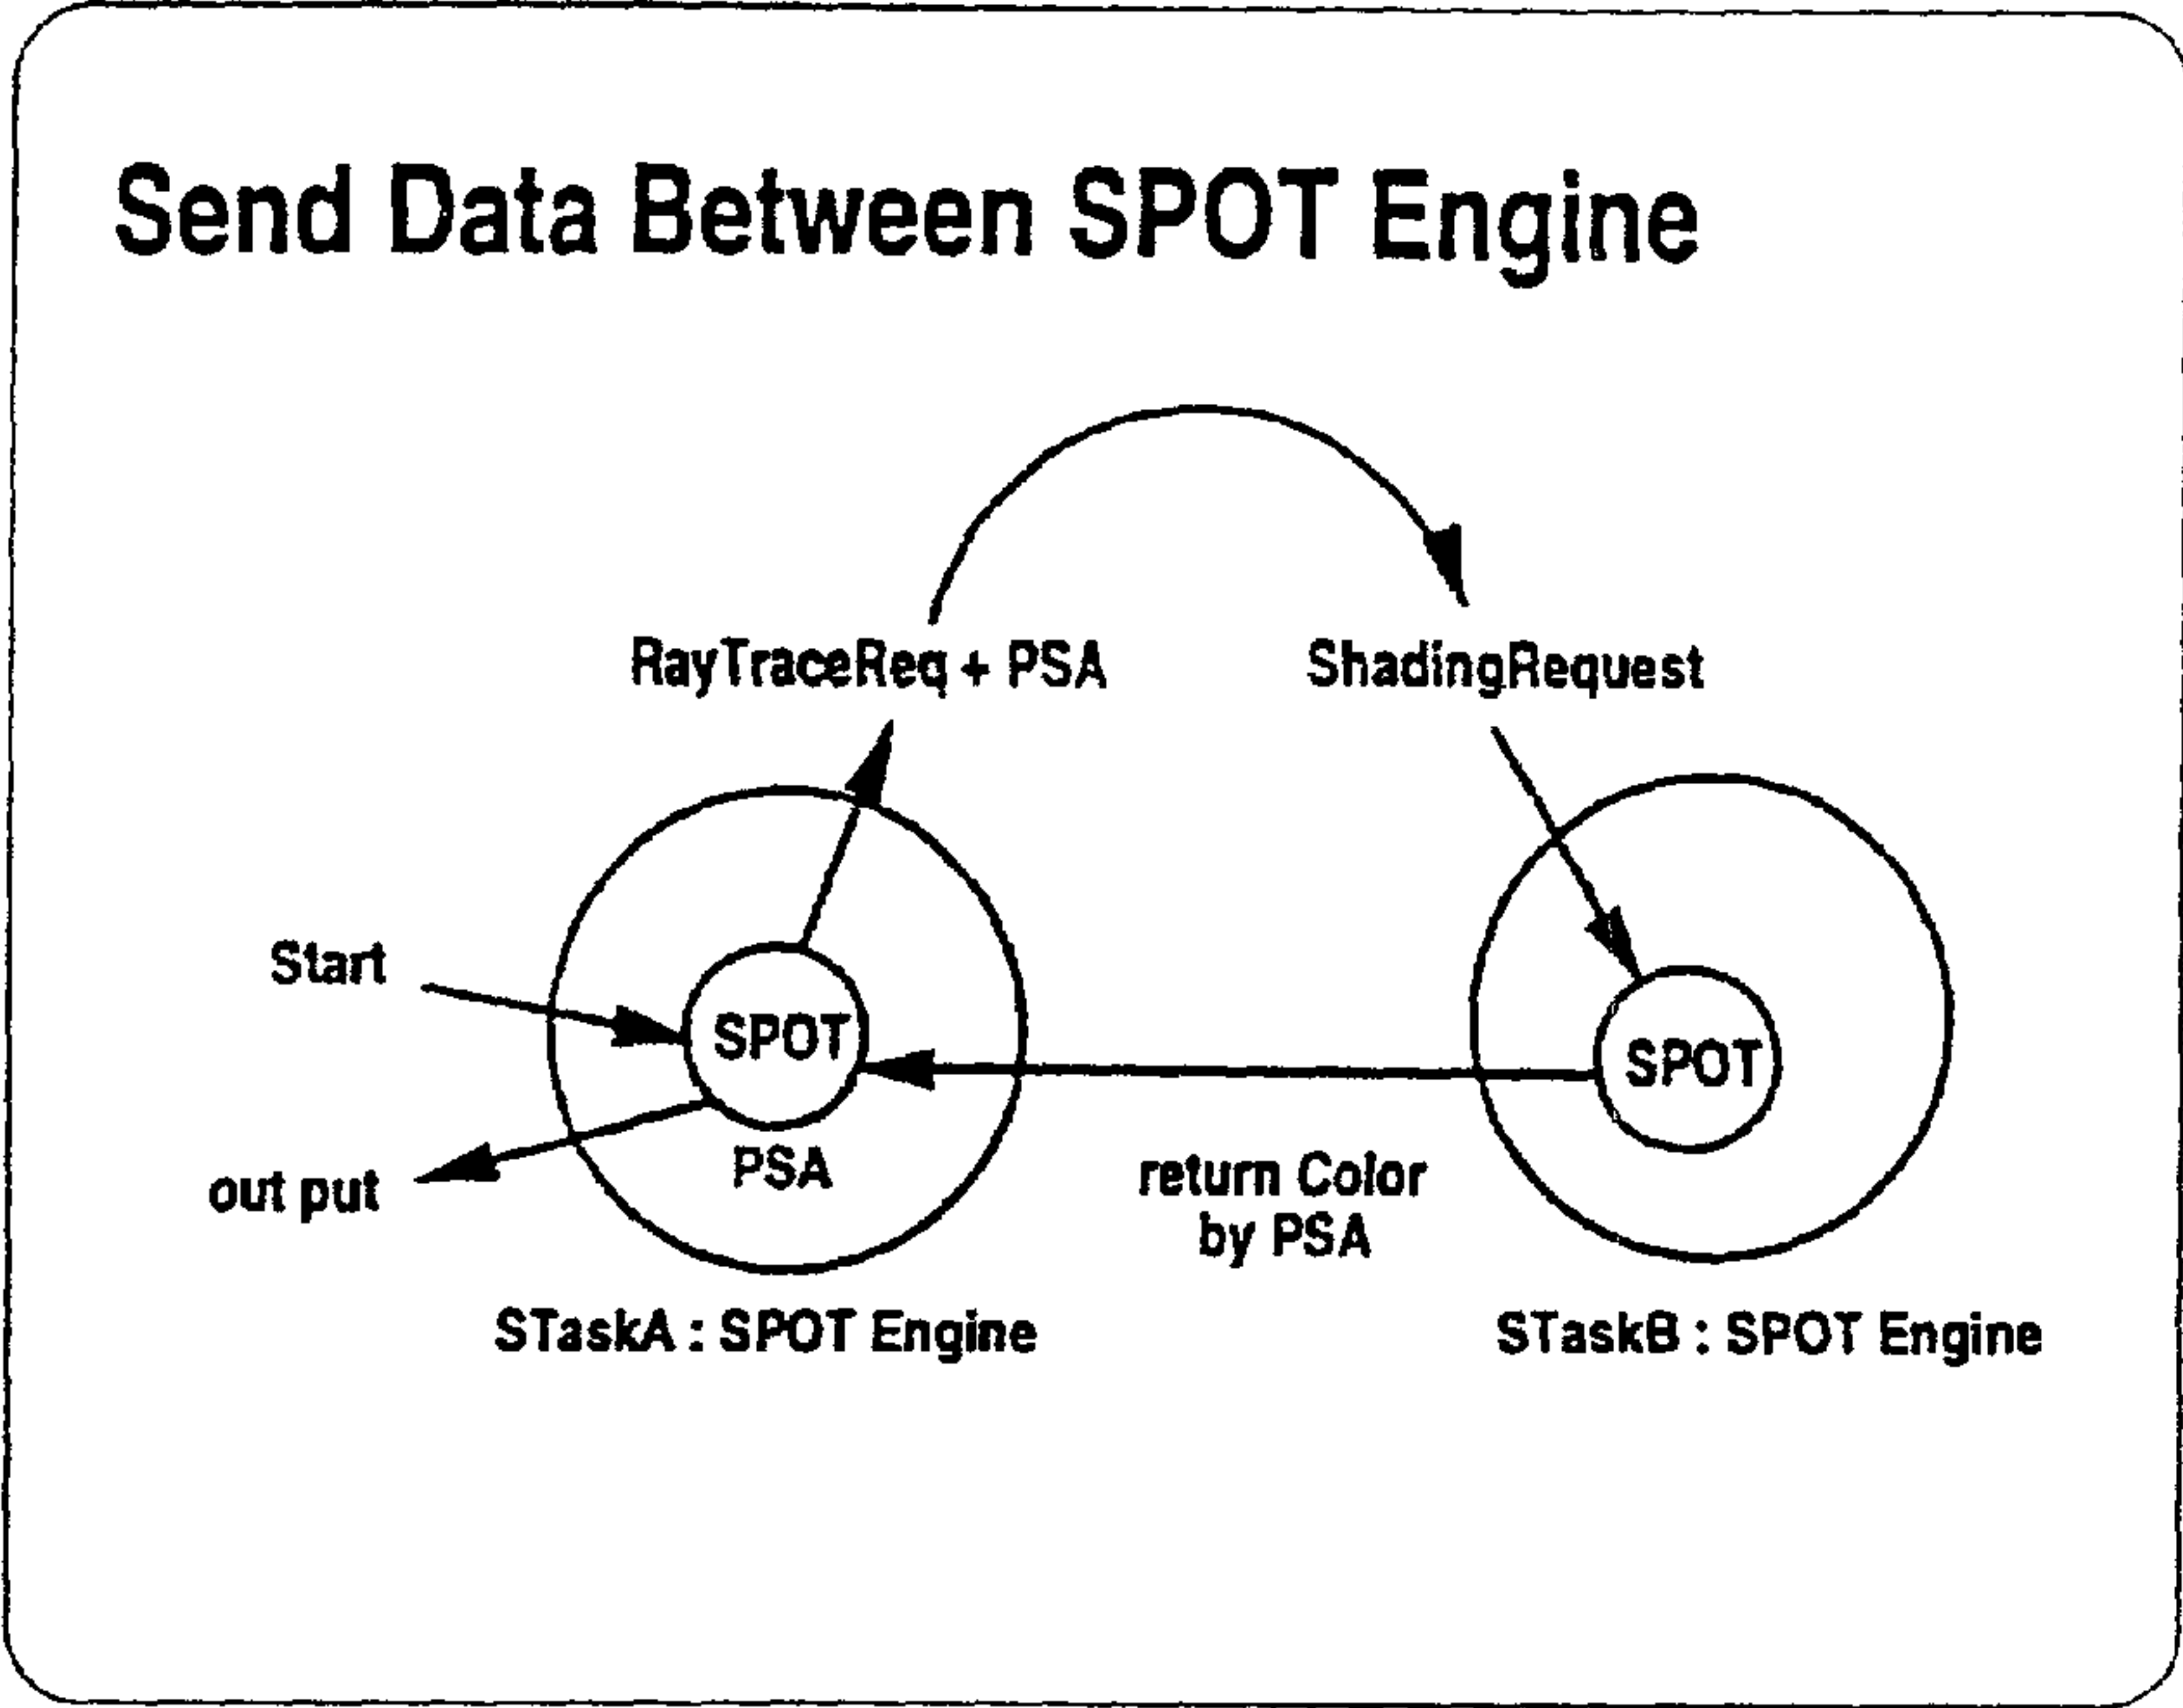 Send Data Between SPOT Engine
RayTraceReq + PSA
ShadingRequest
Start
SPOT
SPOT
PSA
out put
return Color
by PSA
STaskA : SPOT Engine
STaskB : SPOT Engine